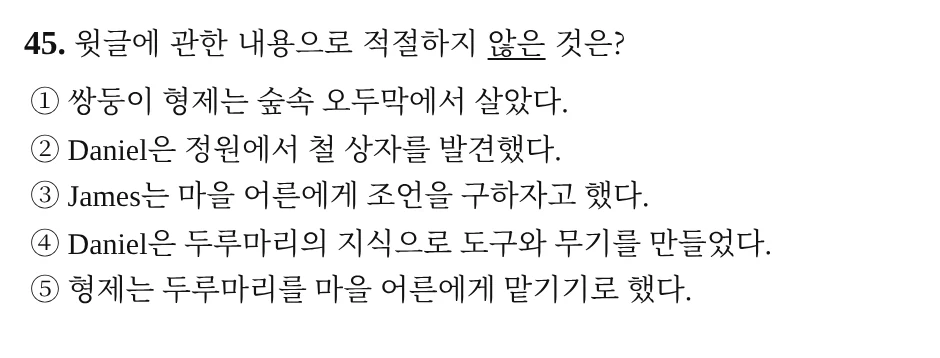 45. 윗글에 관한 내용으로 적절하지 않은 것은?
① 쌍둥이 형제는 숲속 오두막에서 살았다.
② Daniel은 정원에서 철 상자를 발견했다.
③ James는 마을 어른에게 조언을 구하자고 했다.
④ Daniel은 두루마리의 지식으로 도구와 무기를 만들었다.
⑤ 형제는 두루마리를 마을 어른에게 맡기기로 했다.